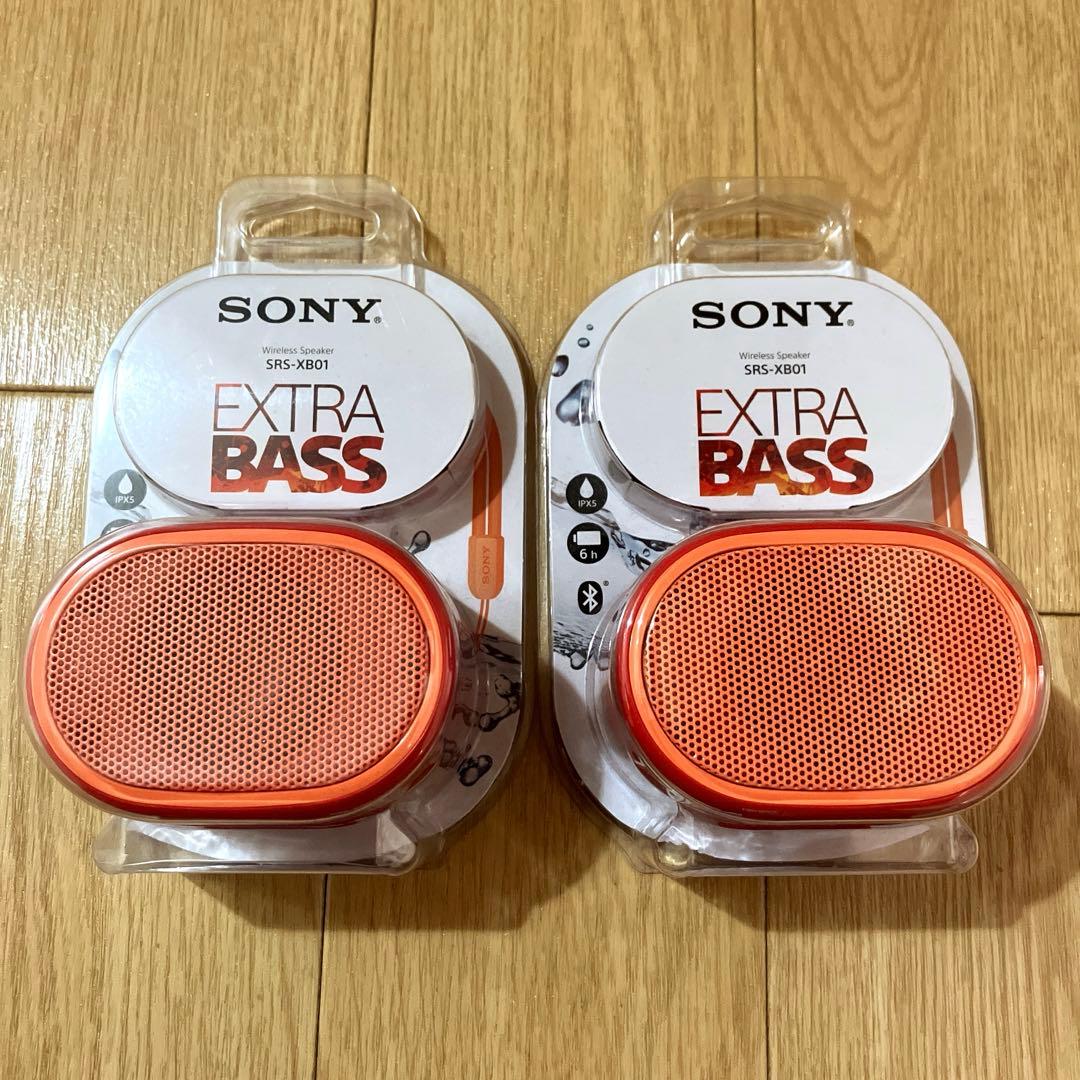 SONY®
Wireless Speaker
SRS-XB01
EXTRA
BASS
IPX5
SONY
SONY®
Wireless Speaker
SRS-XB01
EXTRA
BASS
IPX5
6 h
®